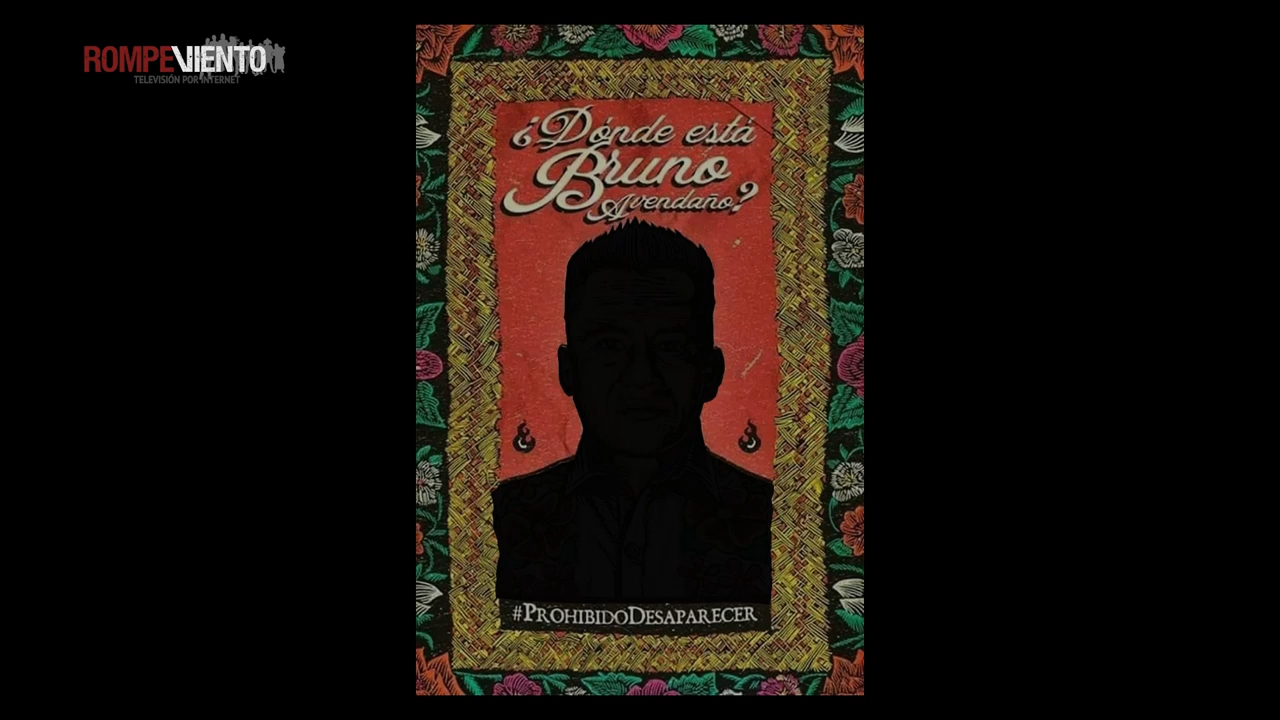 ROMPEVIENTO
TELEVISIÓN POR INTERNET
¿Dónde está
Bruno
Avendaño?
#PROHIBIDODESAPARECER